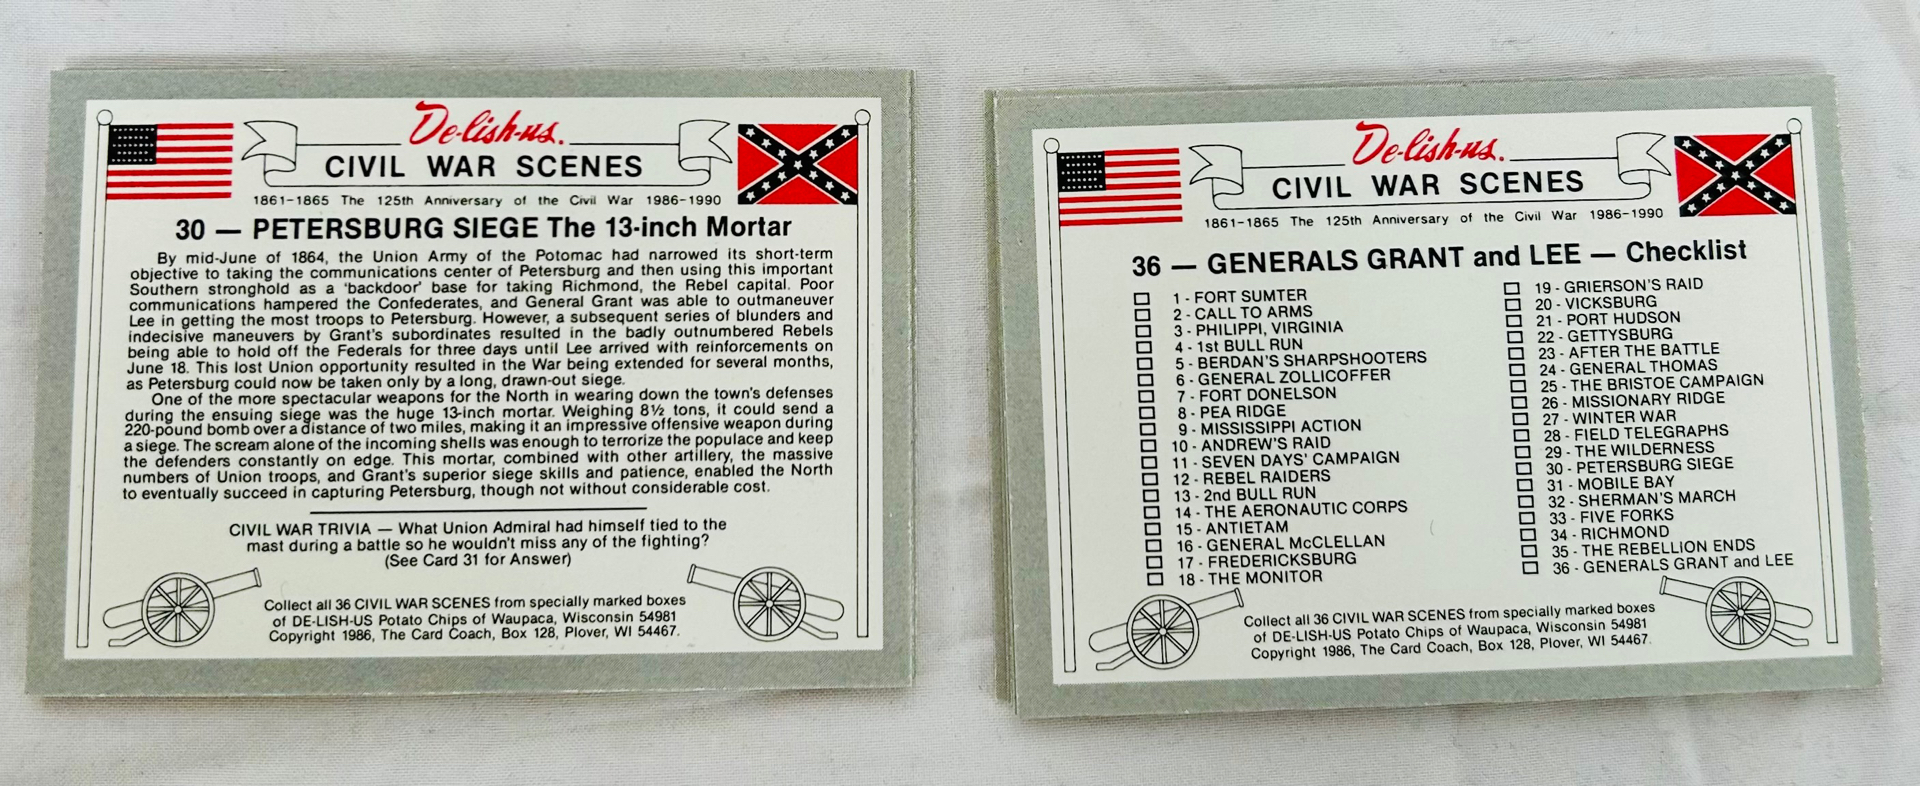 De-lish-us.
CIVIL WAR SCENES
1861-1865 The 125th Anniversary of the Civil War 1986-1990
30 — PETERSBURG SIEGE The 13-inch Mortar
By mid-June of 1864, the Union Army of the Potomac had narrowed its short-term
objective to taking the communications center of Petersburg and then using this important
Southern stronghold as a 'backdoor' base for taking Richmond, the Rebel capital. Poor
communications hampered the Confederates, and General Grant was able to outmaneuver
Lee in getting the most troops to Petersburg. However, a subsequent series of blunders and
indecisive maneuvers by Grant's subordinates resulted in the badly outnumbered Rebels
being able to hold off the Federals for three days until Lee arrived with reinforcements on
June 18. This lost Union opportunity resulted in the War being extended for several months,
as Petersburg could now be taken only by a long, drawn-out siege.
One of the more spectacular weapons for the North in wearing down the town's defenses
during the ensuing siege was the huge 13-inch mortar. Weighing 8½ tons, it could send a
220-pound bomb over a distance of two miles, making it an impressive offensive weapon during
a siege. The scream alone of the incoming shells was enough to terrorize the populace and keep
the defenders constantly on edge. This mortar, combined with other artillery, the massive
numbers of Union troops, and Grant's superior siege skills and patience, enabled the North
to eventually succeed in capturing Petersburg, though not without considerable cost.
CIVIL WAR TRIVIA — What Union Admiral had himself tied to the
mast during a battle so he wouldn't miss any of the fighting?
(See Card 31 for Answer)
Collect all 36 CIVIL WAR SCENES from specially marked boxes
of DE-LISH-US Potato Chips of Waupaca, Wisconsin 54981
Copyright 1986, The Card Coach, Box 128, Plover, WI 54467.
De-lish-us.
CIVIL WAR SCENES
1861-1865 The 125th Anniversary of the Civil War 1986-1990
36 — GENERALS GRANT and LEE — Checklist
1 - FORT SUMTER
2 - CALL TO ARMS
3 - PHILIPPI, VIRGINIA
4 - 1st BULL RUN
5 - BERDAN'S SHARPSHOOTERS
6 - GENERAL ZOLLICOFFER
7 - FORT DONELSON
8 - PEA RIDGE
9 - MISSISSIPPI ACTION
10 - ANDREW'S RAID
11 - SEVEN DAYS' CAMPAIGN
12 - REBEL RAIDERS
13 - 2nd BULL RUN
14 - THE AERONAUTIC CORPS
15 - ANTIETAM
16 - GENERAL McCLELLAN
17 - FREDERICKSBURG
18 - THE MONITOR
19 - GRIERSON'S RAID
20 - VICKSBURG
21 - PORT HUDSON
22 - GETTYSBURG
23 - AFTER THE BATTLE
24 - GENERAL THOMAS
25 - THE BRISTOE CAMPAIGN
26 - MISSIONARY RIDGE
27 - WINTER WAR
28 - FIELD TELEGRAPHS
29 - THE WILDERNESS
30 - PETERSBURG SIEGE
31 - MOBILE BAY
32 - SHERMAN'S MARCH
33 - FIVE FORKS
34 - RICHMOND
35 - THE REBELLION ENDS
36 - GENERALS GRANT and LEE
Collect all 36 CIVIL WAR SCENES from specially marked boxes
of DE-LISH-US Potato Chips of Waupaca, Wisconsin 54981
Copyright 1986, The Card Coach, Box 128, Plover, WI 54467.